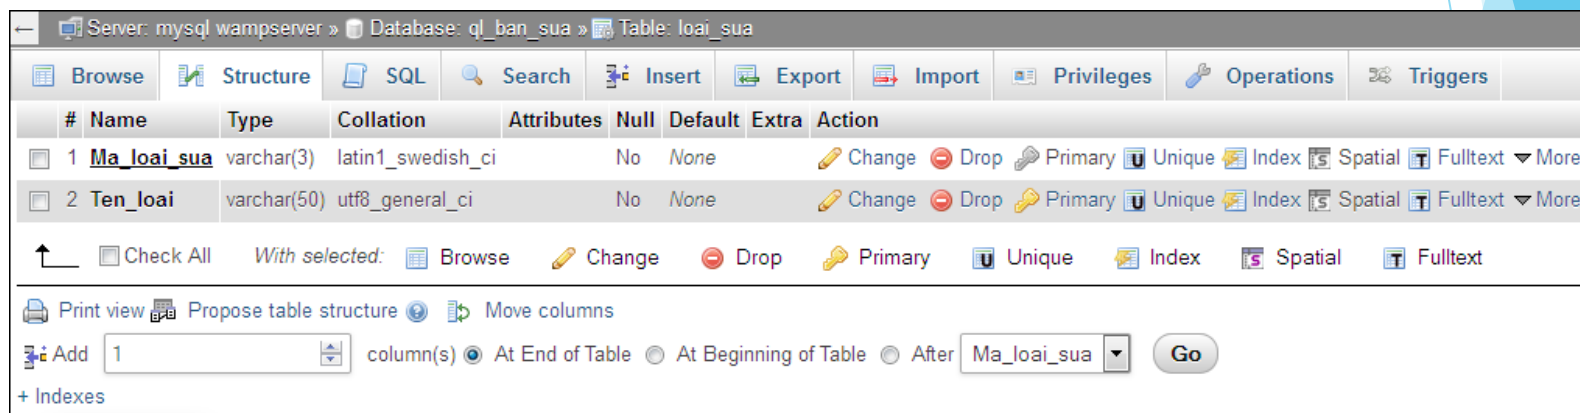 ← Server: mysql wampserver » Database: ql_ban_sua » Table: loai_sua
Browse Structure SQL Search Insert Export Import Privileges Operations Triggers
# Name Type Collation Attributes Null Default Extra Action
1 Ma_loai_sua varchar(3) latin1_swedish_ci No None Change Drop Primary Unique Index Spatial Fulltext More
2 Ten_loai varchar(50) utf8_general_ci No None Change Drop Primary Unique Index Spatial Fulltext More
Check All With selected: Browse Change Drop Primary Unique Index Spatial Fulltext
Print view Propose table structure Move columns
Add 1 column(s) At End of Table At Beginning of Table After Ma_loai_sua Go
+ Indexes